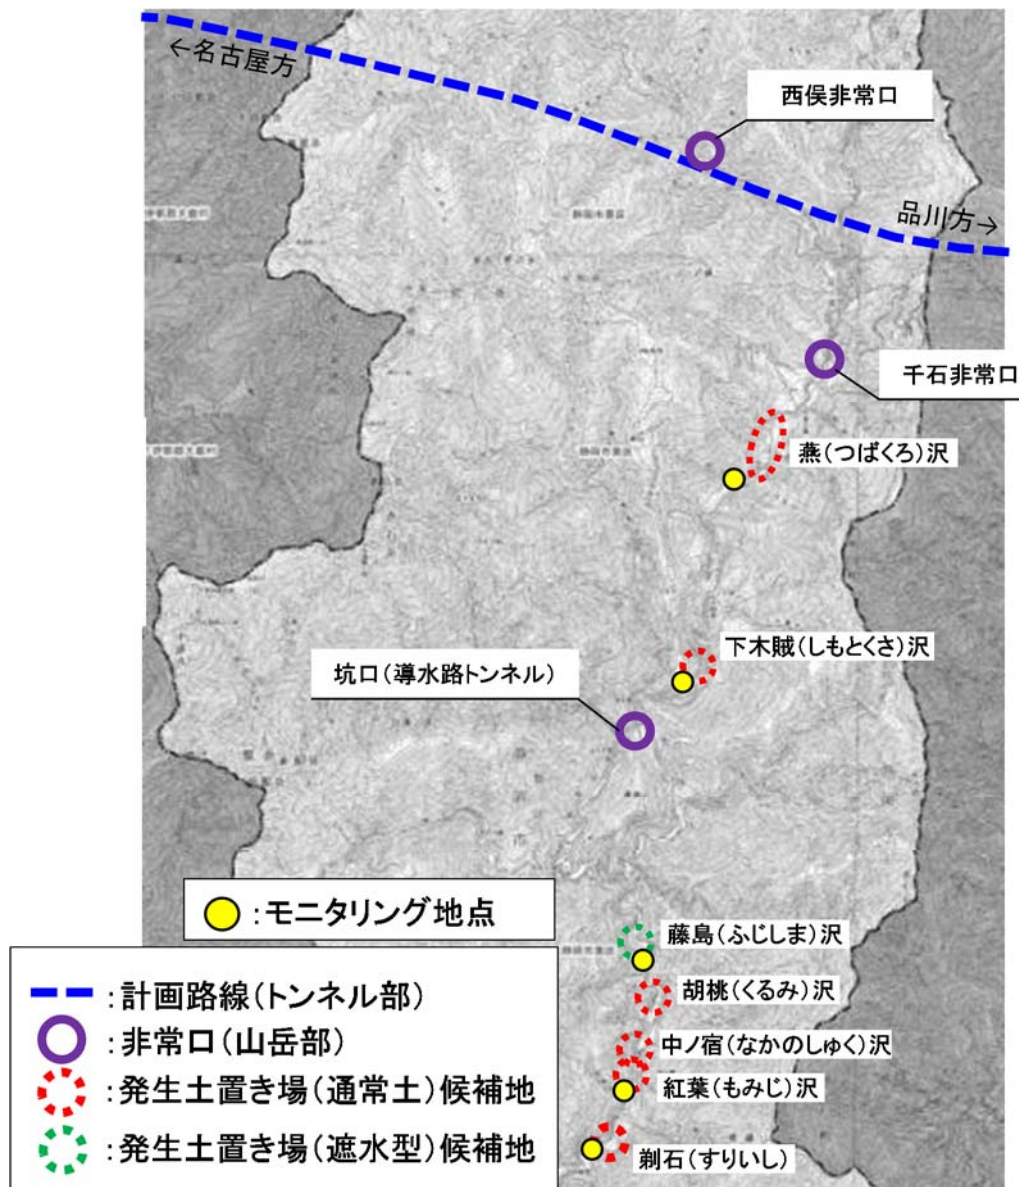 ←名古屋方
西俣非常口
品川方→
千石非常口
燕(つばくろ)沢
下木賊(しもとくさ)沢
坑口(導水路トンネル)
:モニタリング地点
藤島(ふじしま)沢
胡桃(くるみ)沢
中ノ宿(なかのしゅく)沢
紅葉(もみじ)沢
剃石(すりいし)
:計画路線(トンネル部)
:非常口(山岳部)
:発生土置き場(通常土)候補地
:発生土置き場(遮水型)候補地